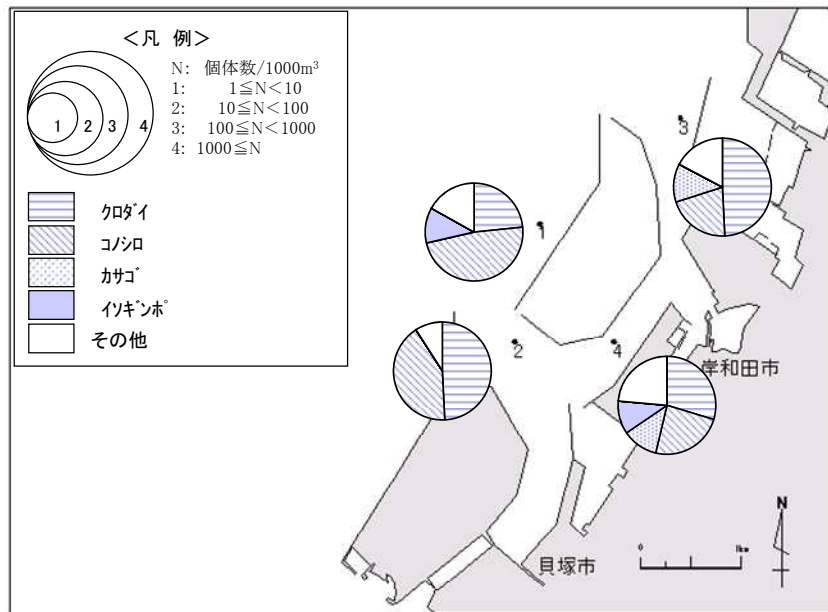 ＜凡 例＞
N: 個体数/1000m³
1: 1≦N＜10
2: 10≦N＜100
3: 100≦N＜1000
4: 1000≦N
1 2 3 4
ｸﾛﾀﾞｲ
ｺﾉｼﾛ
ｶｻｺﾞ
ｲｿｷﾞﾝﾎﾟ
その他
3
1
2
4
岸和田市
貝塚市
N
0 1km